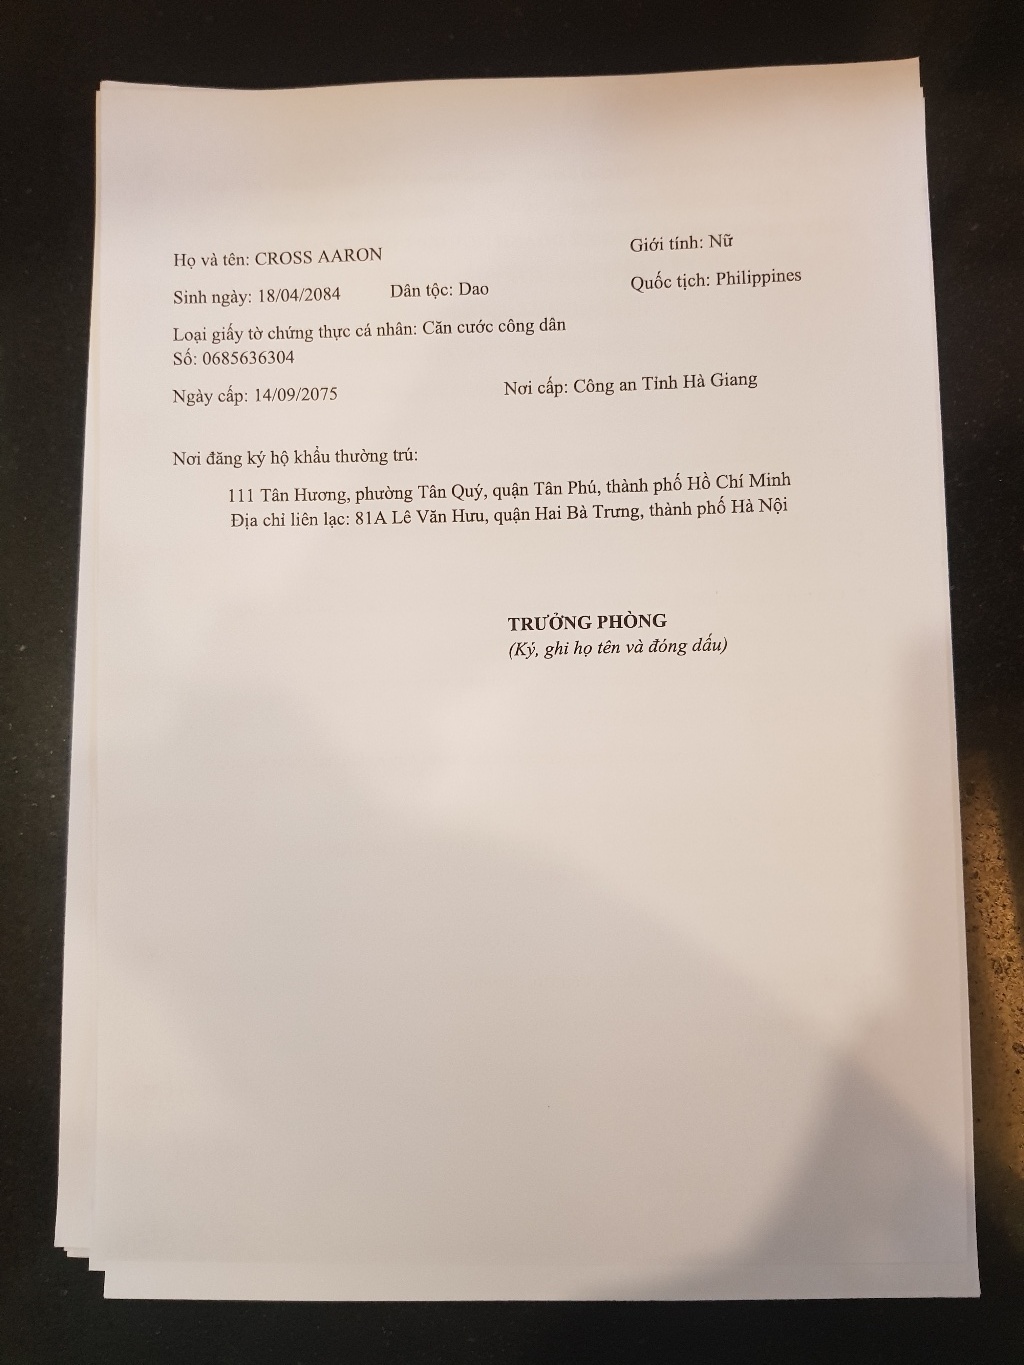 Họ và tên: CROSS AARON Giới tính: Nữ
Sinh ngày: 18/04/2084 Dân tộc: Dao Quốc tịch: Philippines
Loại giấy tờ chứng thực cá nhân: Căn cước công dân
Số: 0685636304
Ngày cấp: 14/09/2075 Nơi cấp: Công an Tỉnh Hà Giang
Nơi đăng ký hộ khẩu thường trú:
111 Tân Hương, phường Tân Quý, quận Tân Phú, thành phố Hồ Chí Minh
Địa chỉ liên lạc: 81A Lê Văn Hưu, quận Hai Bà Trưng, thành phố Hà Nội
TRƯỞNG PHÒNG
(Ký, ghi họ tên và đóng dấu)